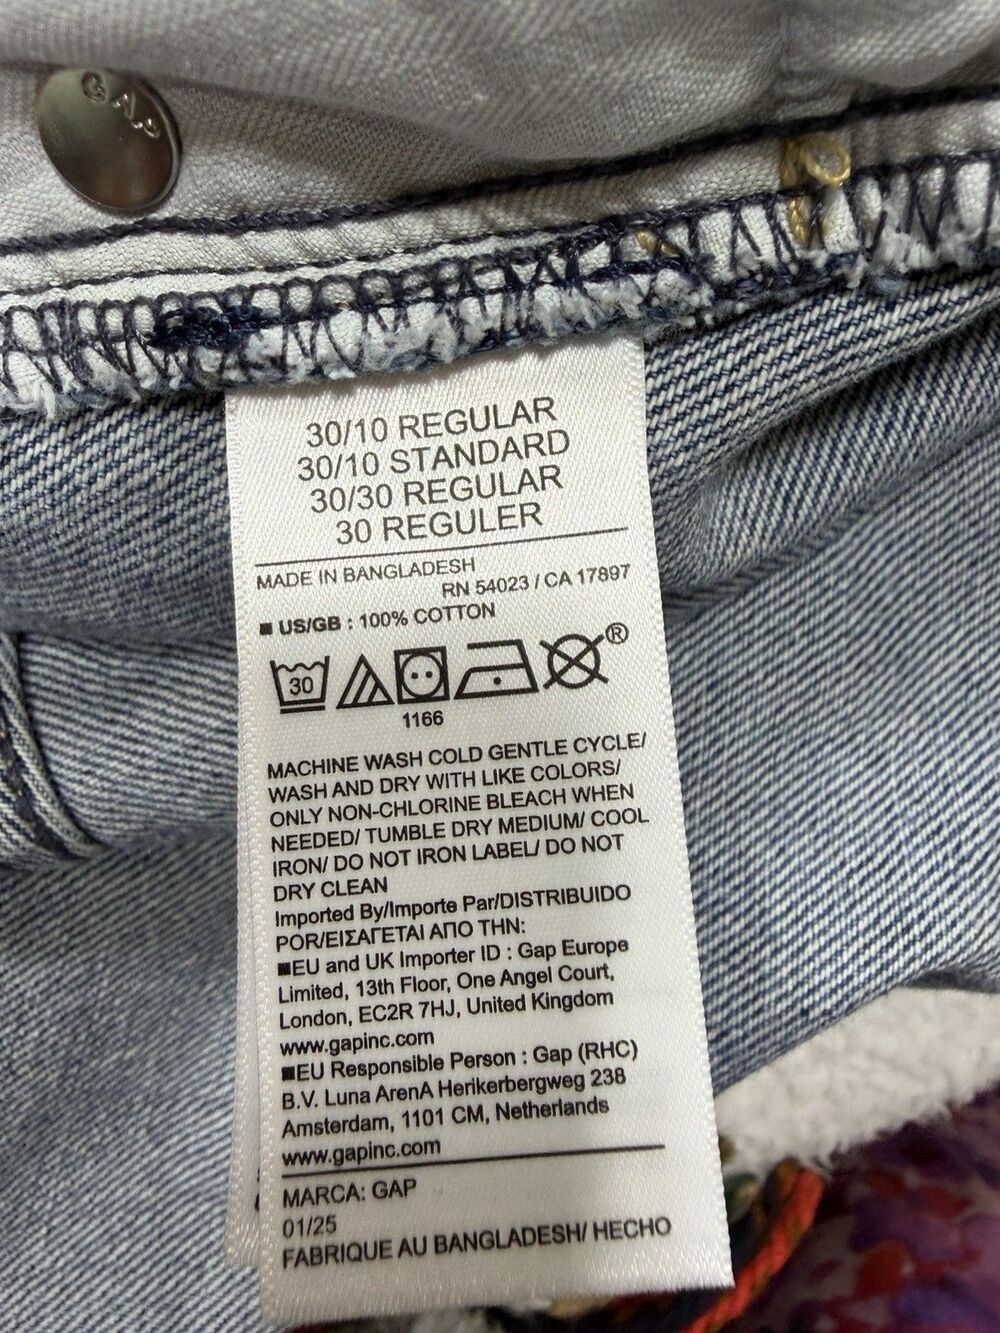 GAP
30/10 REGULAR
30/10 STANDARD
30/30 REGULAR
30 REGULER
MADE IN BANGLADESH
RN 54023 / CA 17897
■ US/GB : 100% COTTON
30
®
1166
MACHINE WASH COLD GENTLE CYCLE/
WASH AND DRY WITH LIKE COLORS/
ONLY NON-CHLORINE BLEACH WHEN
NEEDED/ TUMBLE DRY MEDIUM/ COOL
IRON/ DO NOT IRON LABEL/ DO NOT
DRY CLEAN
Imported By/Importe Par/DISTRIBUIDO
POR/ΕΙΣΑΓΕΤΑΙ ΑΠΟ ΤΗΝ:
■EU and UK Importer ID : Gap Europe
Limited, 13th Floor, One Angel Court,
London, EC2R 7HJ, United Kingdom
www.gapinc.com
■EU Responsible Person : Gap (RHC)
B.V. Luna ArenA Herikerbergweg 238
Amsterdam, 1101 CM, Netherlands
www.gapinc.com
MARCA: GAP
01/25
FABRIQUE AU BANGLADESH/ HECHO